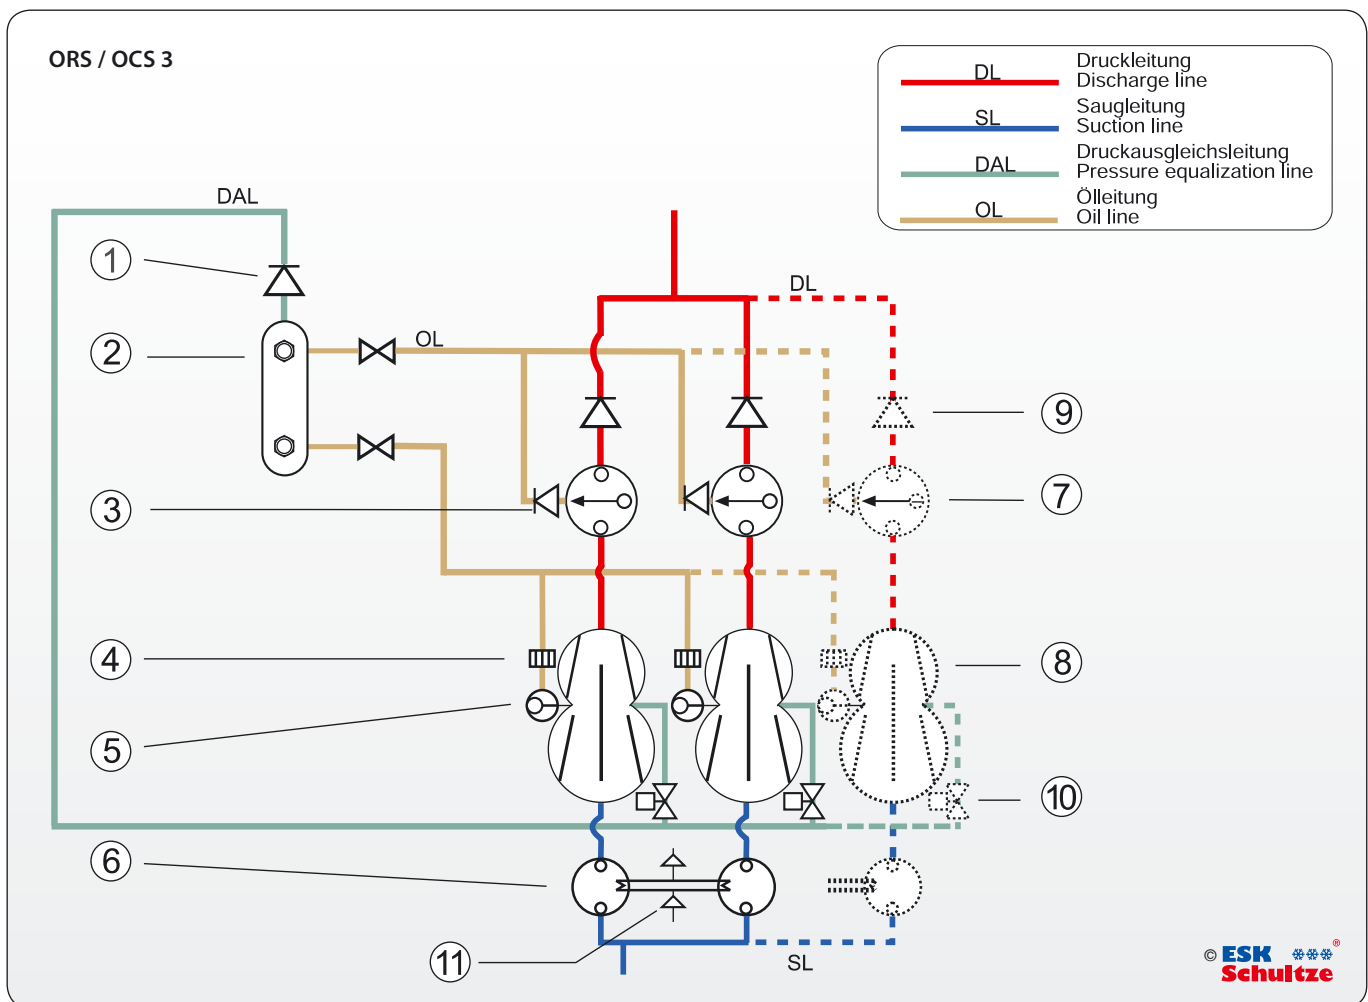 ORS / OCS 3
DL
Druckleitung
Discharge line
SL
Saugleitung
Suction line
DAL
Druckausgleichsleitung
Pressure equalization line
OL
Ölleitung
Oil line
DAL
1
DL
2
OL
9
3
7
4
8
5
10
6
11
SL
© ESK ®
Schultze